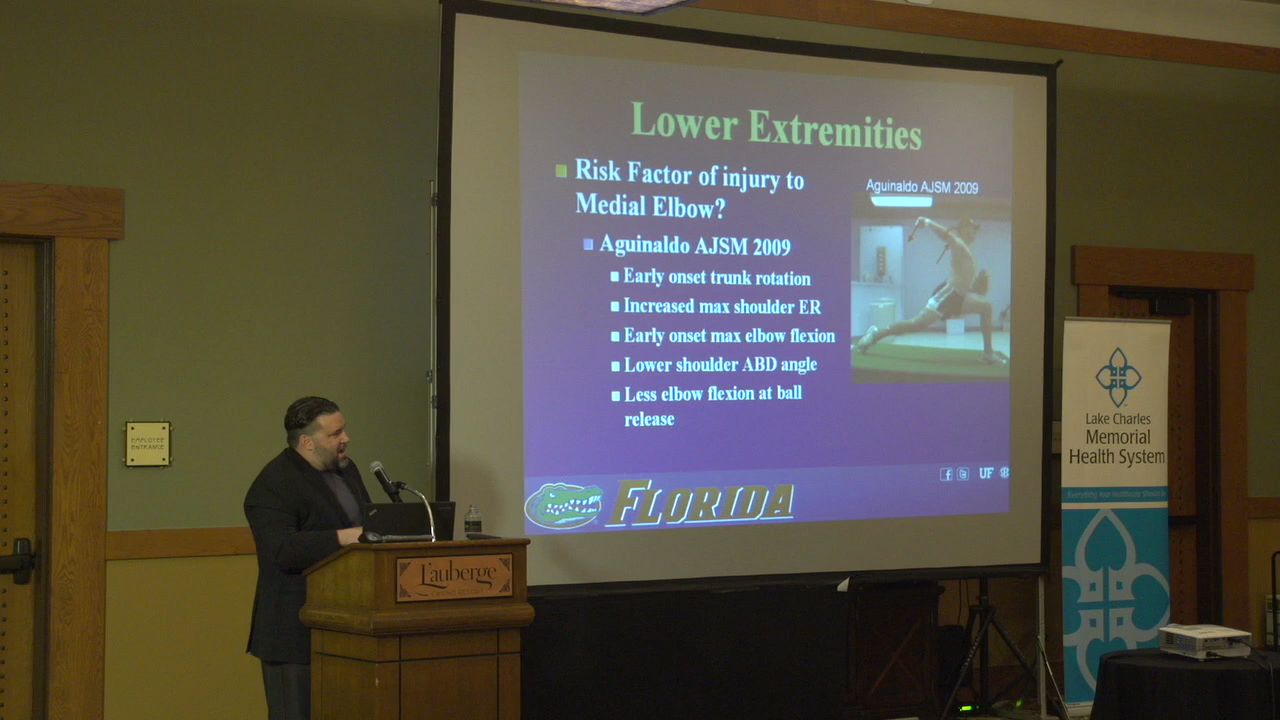 Lower Extremities
Risk Factor of injury to
Medial Elbow?
Aguinaldo AJSM 2009
Early onset trunk rotation
Increased max shoulder ER
Early onset max elbow flexion
Lower shoulder ABD angle
Less elbow flexion at ball
release
Aguinaldo AJSM 2009
f
UF
FLORIDA
EMPLOYEE
ENTRANCE
L'auberge
Lake Charles
Memorial
Health System